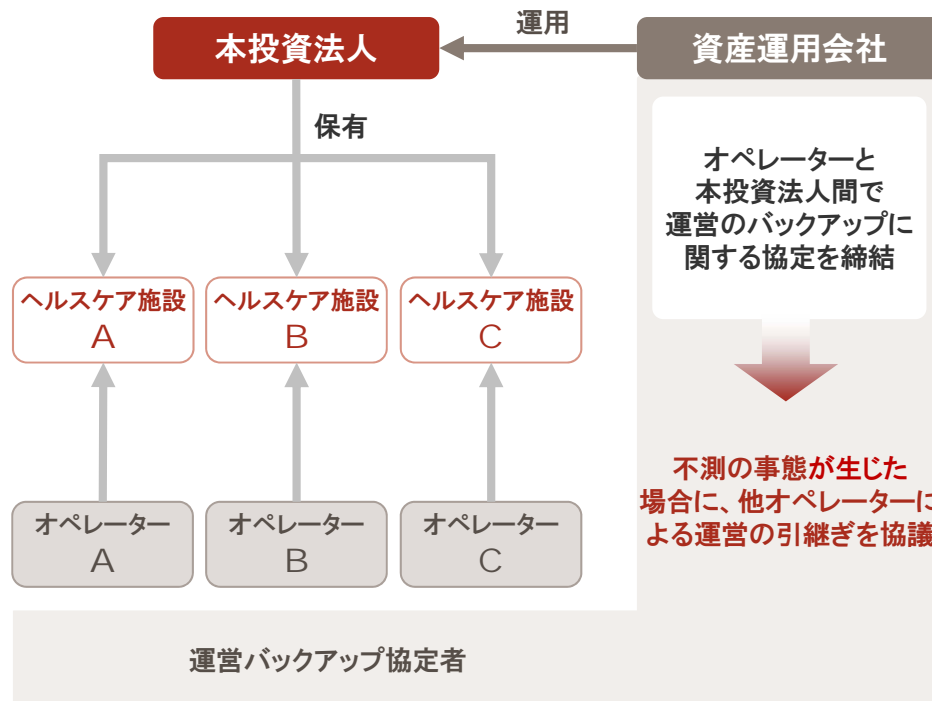 本投資法人
運用
資産運用会社
保有
オペレーターと
本投資法人間で
運営のバックアップに
関する協定を締結
ヘルスケア施設
A
ヘルスケア施設
B
ヘルスケア施設
C
不測の事態が生じた
場合に、他オペレーターに
よる運営の引継ぎを協議
オペレーター
A
オペレーター
B
オペレーター
C
運営バックアップ協定者